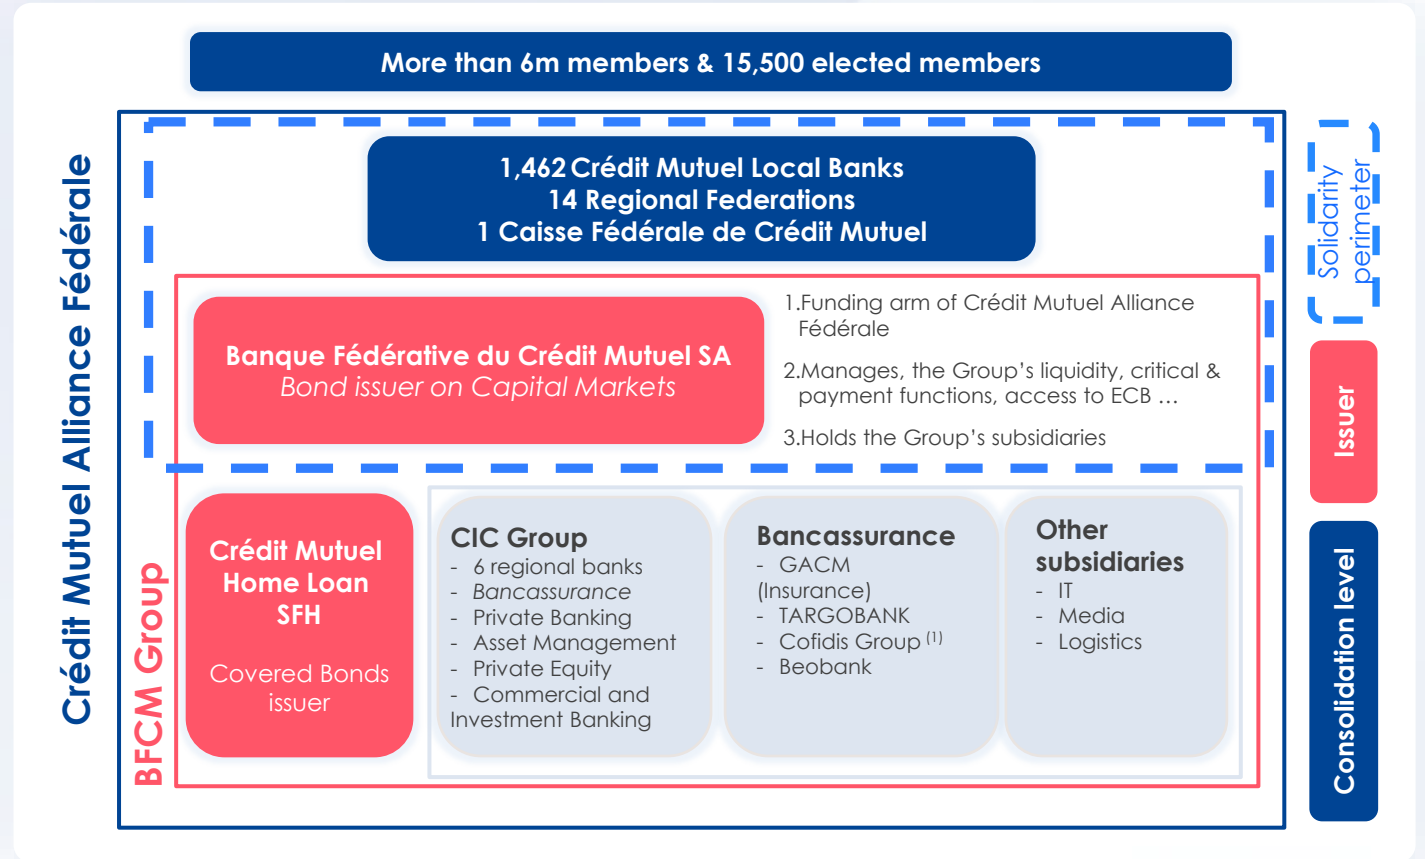 More than 6m members & 15,500 elected members
Crédit Mutuel Alliance Fédérale
1,462 Crédit Mutuel Local Banks
14 Regional Federations
1 Caisse Fédérale de Crédit Mutuel
Solidarity
perimeter
BFCM Group
Banque Fédérative du Crédit Mutuel SA
Bond issuer on Capital Markets
1.Funding arm of Crédit Mutuel Alliance
Fédérale
2.Manages, the Group’s liquidity, critical &
payment functions, access to ECB …
3.Holds the Group’s subsidiaries
Issuer
Crédit Mutuel
Home Loan
SFH
Covered Bonds
issuer
CIC Group
- 6 regional banks
- Bancassurance
- Private Banking
- Asset Management
- Private Equity
- Commercial and
Investment Banking
Bancassurance
- GACM
(Insurance)
- TARGOBANK
- Cofidis Group (1)
- Beobank
Other
subsidiaries
- IT
- Media
- Logistics
Consolidation level